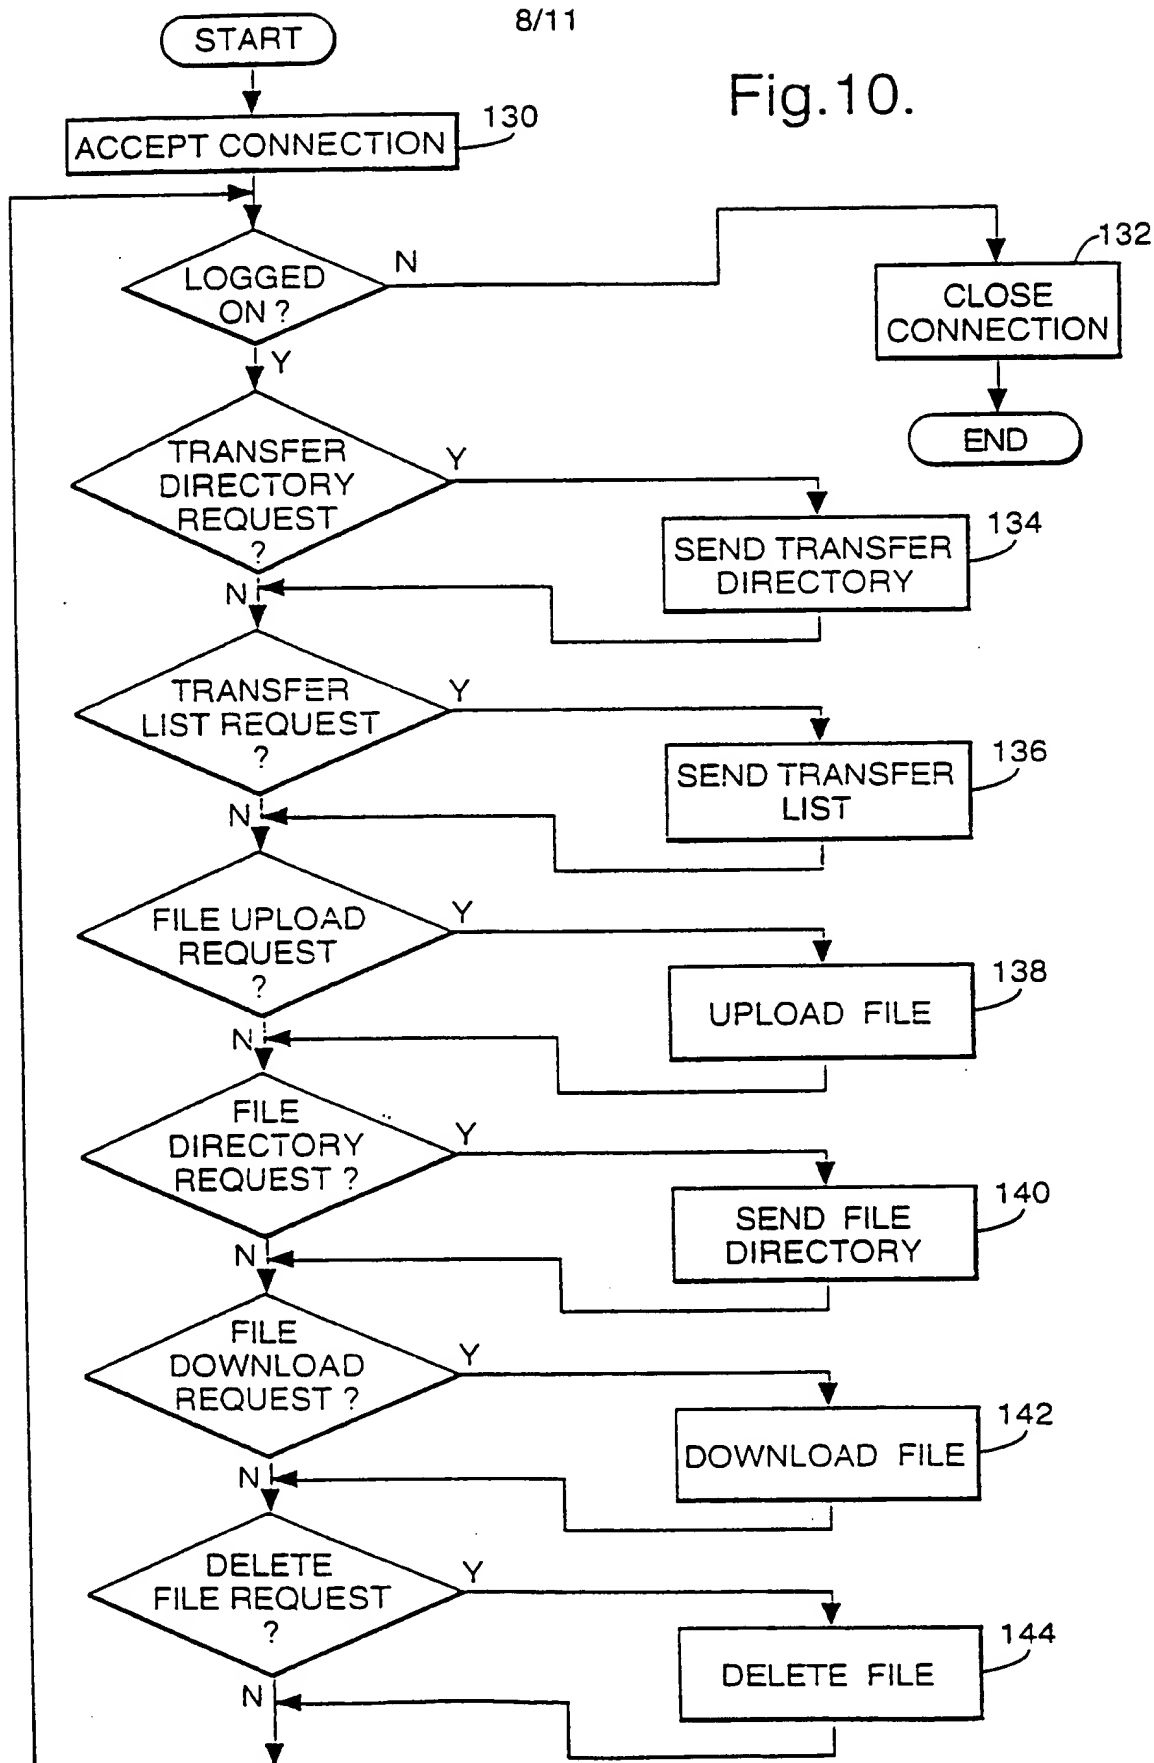 8/11
START
Fig.10.
ACCEPT CONNECTION
130
LOGGED
ON ?
N
Y
132
CLOSE
CONNECTION
END
TRANSFER
DIRECTORY
REQUEST
?
Y
N
134
SEND TRANSFER
DIRECTORY
TRANSFER
LIST REQUEST
?
Y
N
136
SEND TRANSFER
LIST
FILE UPLOAD
REQUEST
?
Y
N
138
UPLOAD FILE
FILE
DIRECTORY
REQUEST ?
Y
N
140
SEND FILE
DIRECTORY
FILE
DOWNLOAD
REQUEST ?
Y
N
142
DOWNLOAD FILE
DELETE
FILE REQUEST
?
Y
N
144
DELETE FILE